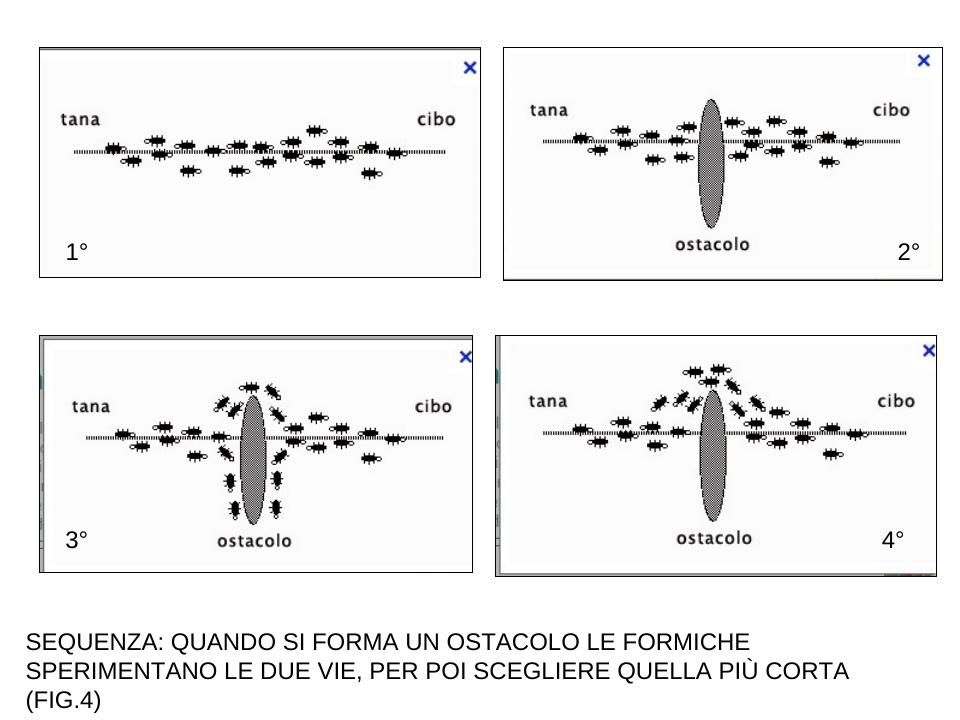 tana
cibo
1°
tana
cibo
ostacolo
2°
tana
cibo
3°
ostacolo
tana
cibo
4°
ostacolo
SEQUENZA: QUANDO SI FORMA UN OSTACOLO LE FORMICHE
SPERIMENTANO LE DUE VIE, PER POI SCEGLIERE QUELLA PIÙ CORTA
(FIG.4)